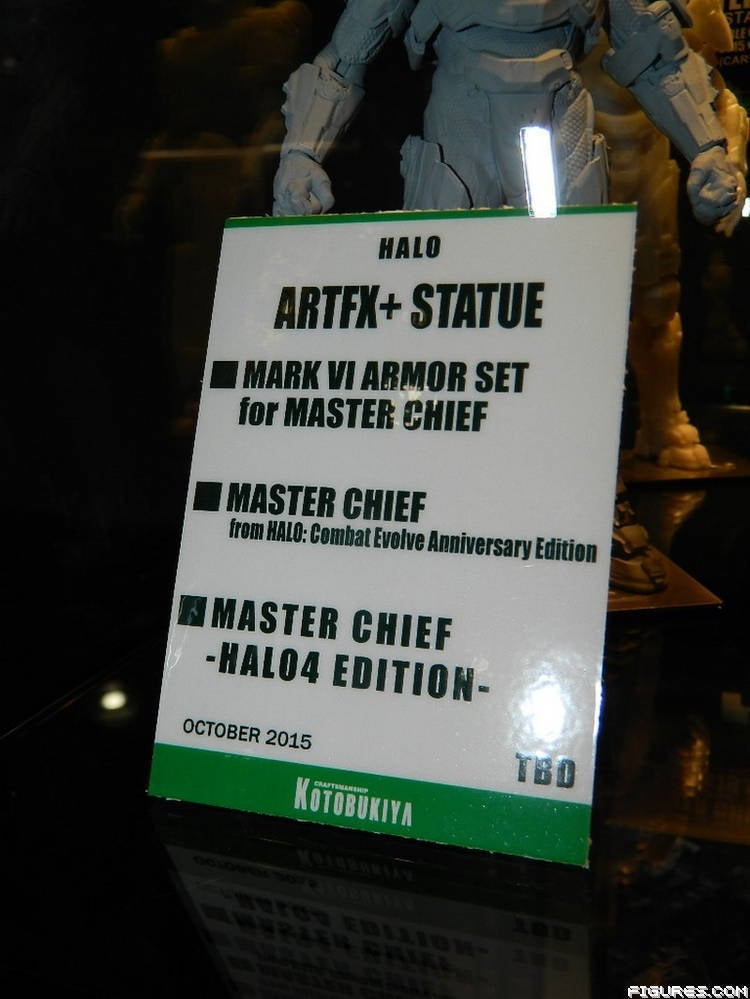 HALO
ARTFX+ STATUE
■ MARK VI ARMOR SET
for MASTER CHIEF
■ MASTER CHIEF
from HALO: Combat Evolve Anniversary Edition
■ MASTER CHIEF
-HALO4 EDITION-
OCTOBER 2015
TBD
CRAFTSMANSHIP
KOTOBUKIYA
FIGURES.COM